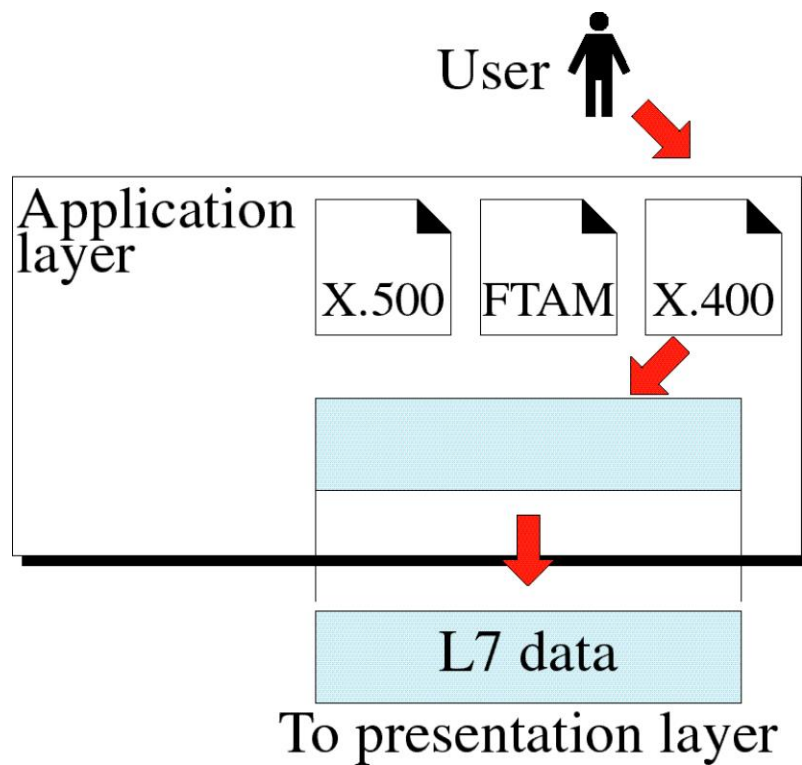 User
Application
layer
X.500 FTAM X.400
L7 data
To presentation layer